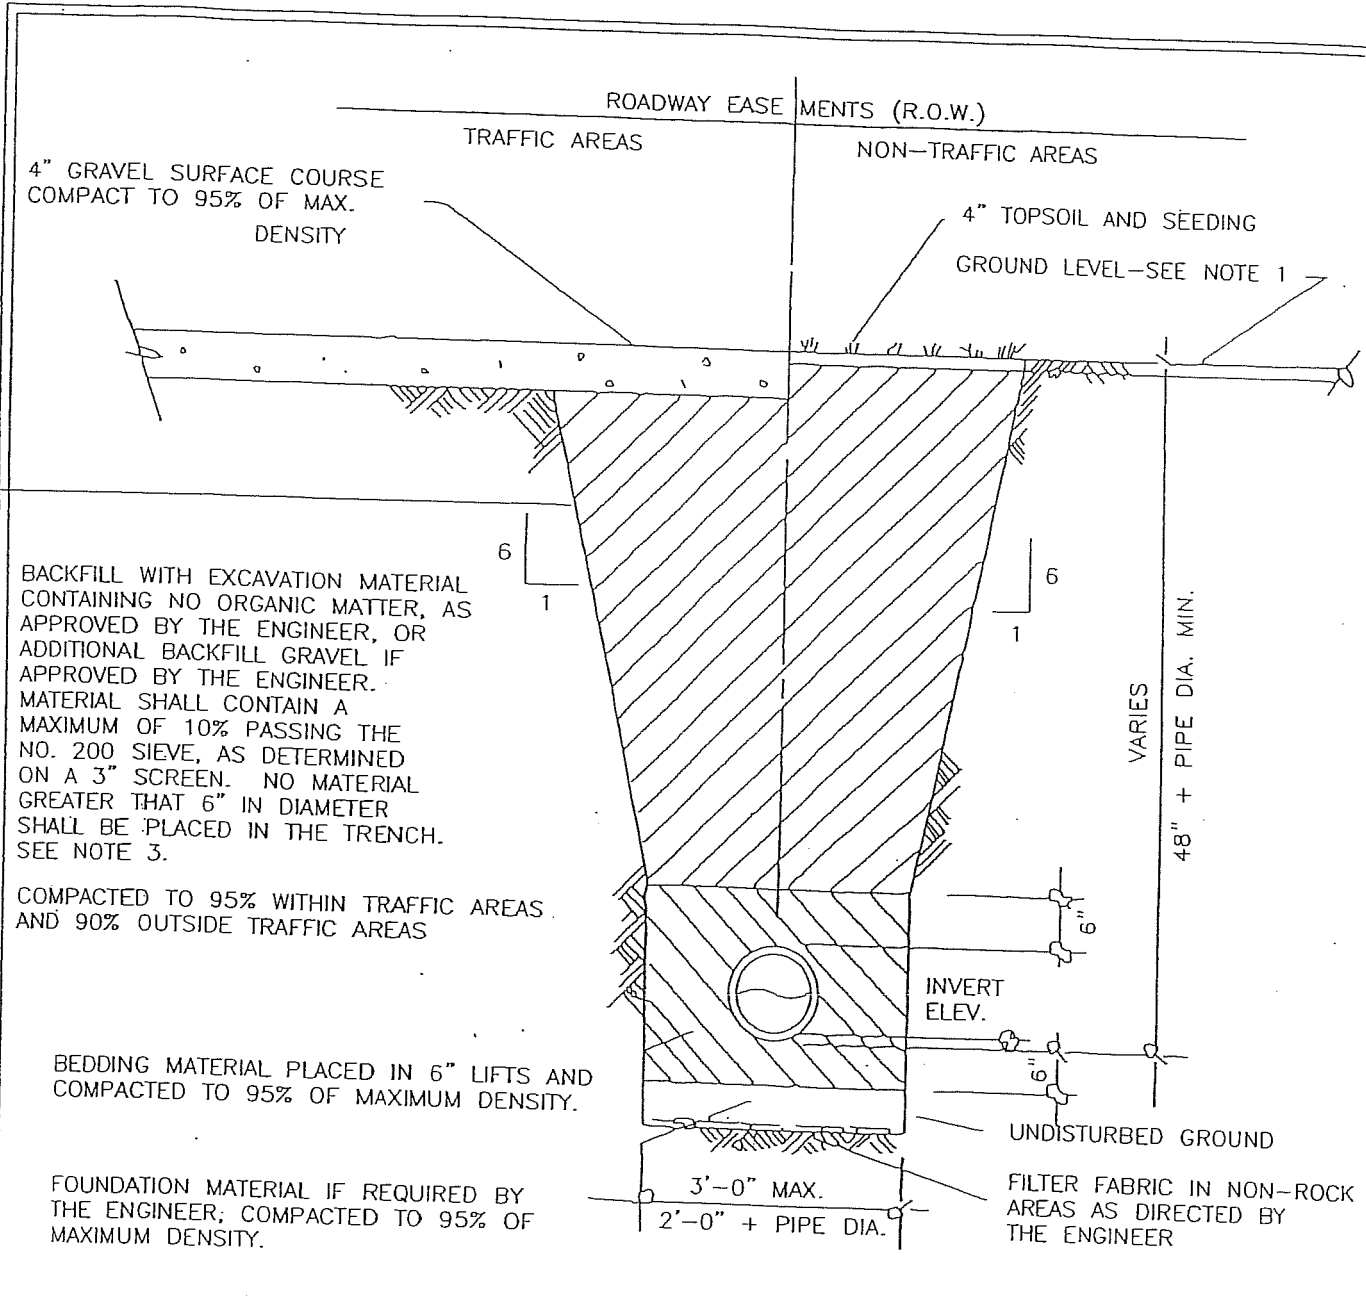 ROADWAY EASEMENTS (R.O.W.)
TRAFFIC AREAS
NON-TRAFFIC AREAS
4" GRAVEL SURFACE COURSE
COMPACT TO 95% OF MAX.
DENSITY
4" TOPSOIL AND SEEDING
GROUND LEVEL-SEE NOTE 1
6
1
6
1
BACKFILL WITH EXCAVATION MATERIAL
CONTAINING NO ORGANIC MATTER, AS
APPROVED BY THE ENGINEER, OR
ADDITIONAL BACKFILL GRAVEL IF
APPROVED BY THE ENGINEER.
MATERIAL SHALL CONTAIN A
MAXIMUM OF 10% PASSING THE
NO. 200 SIEVE, AS DETERMINED
ON A 3" SCREEN. NO MATERIAL
GREATER THAT 6" IN DIAMETER
SHALL BE PLACED IN THE TRENCH.
SEE NOTE 3.
COMPACTED TO 95% WITHIN TRAFFIC AREAS
AND 90% OUTSIDE TRAFFIC AREAS
VARIES
48" + PIPE DIA. MIN.
6"
INVERT
ELEV.
6"
BEDDING MATERIAL PLACED IN 6" LIFTS AND
COMPACTED TO 95% OF MAXIMUM DENSITY.
UNDISTURBED GROUND
FOUNDATION MATERIAL IF REQUIRED BY
THE ENGINEER; COMPACTED TO 95% OF
MAXIMUM DENSITY.
3'-0" MAX.
2'-0" + PIPE DIA.
FILTER FABRIC IN NON-ROCK
AREAS AS DIRECTED BY
THE ENGINEER